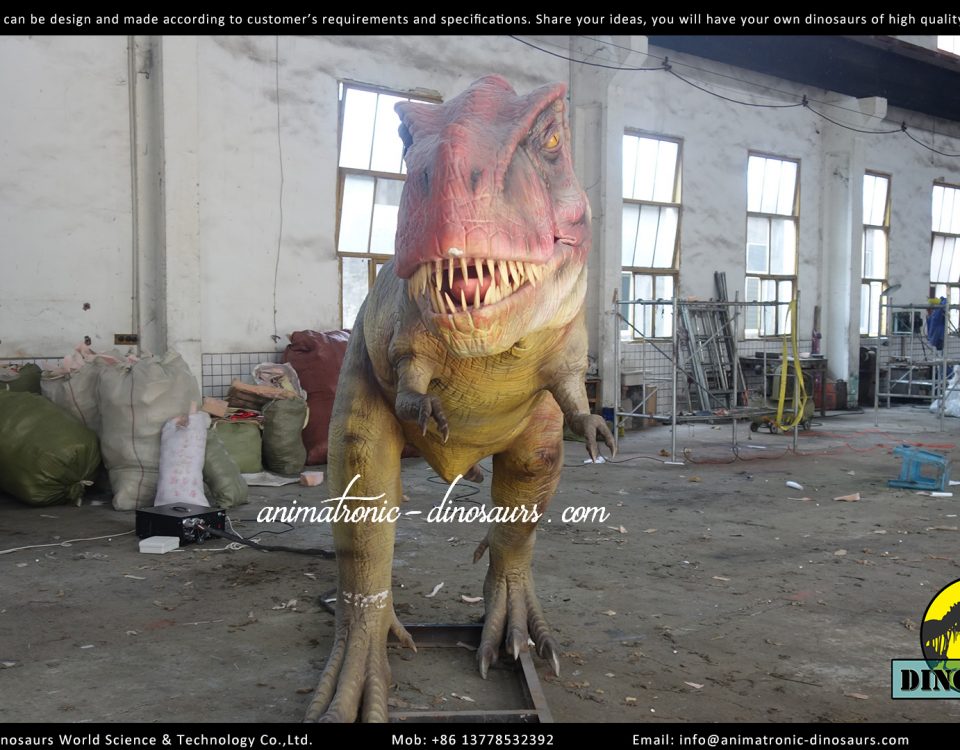 can be design and made according to customer’s requirements and specifications. Share your ideas, you will have your own dinosaurs of high quality
animatronic-dinosaurs.com
World Science & Technology Co.,Ltd.
Mob: +86 13778532392
Email: info@animatronic-dinosaurs.com